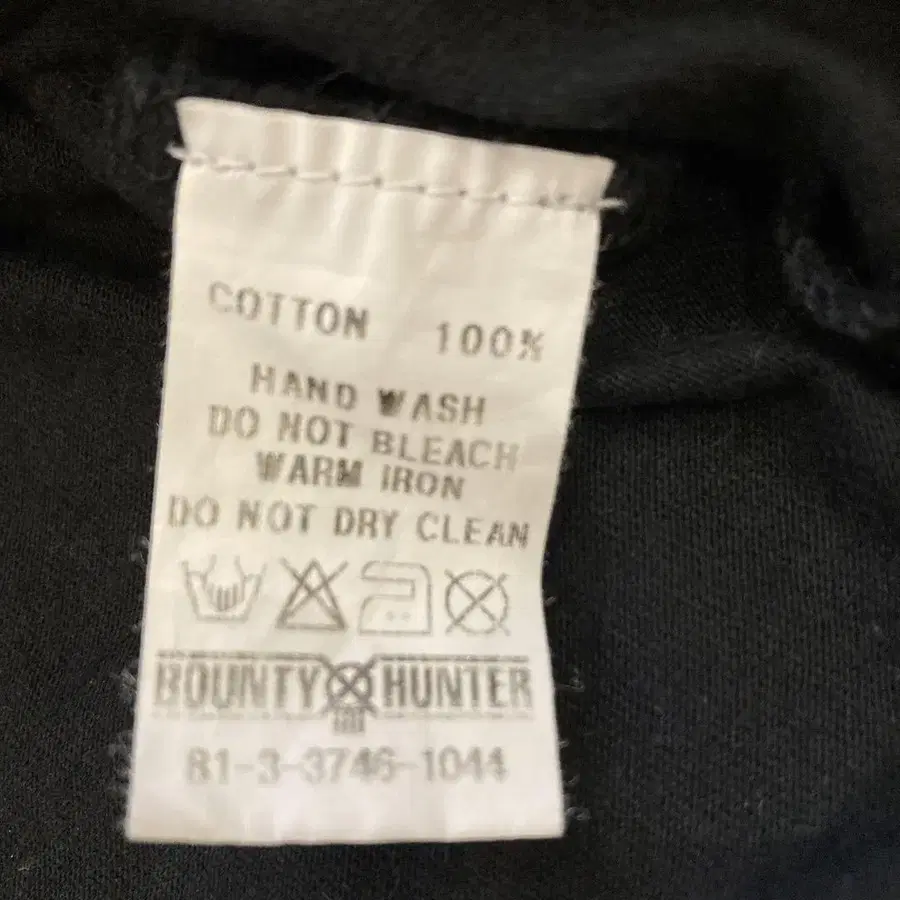 COTTON 100%
HAND WASH
DO NOT BLEACH
WARM IRON
DO NOT DRY CLEAN
BOUNTY HUNTER
81-3-3746-1044